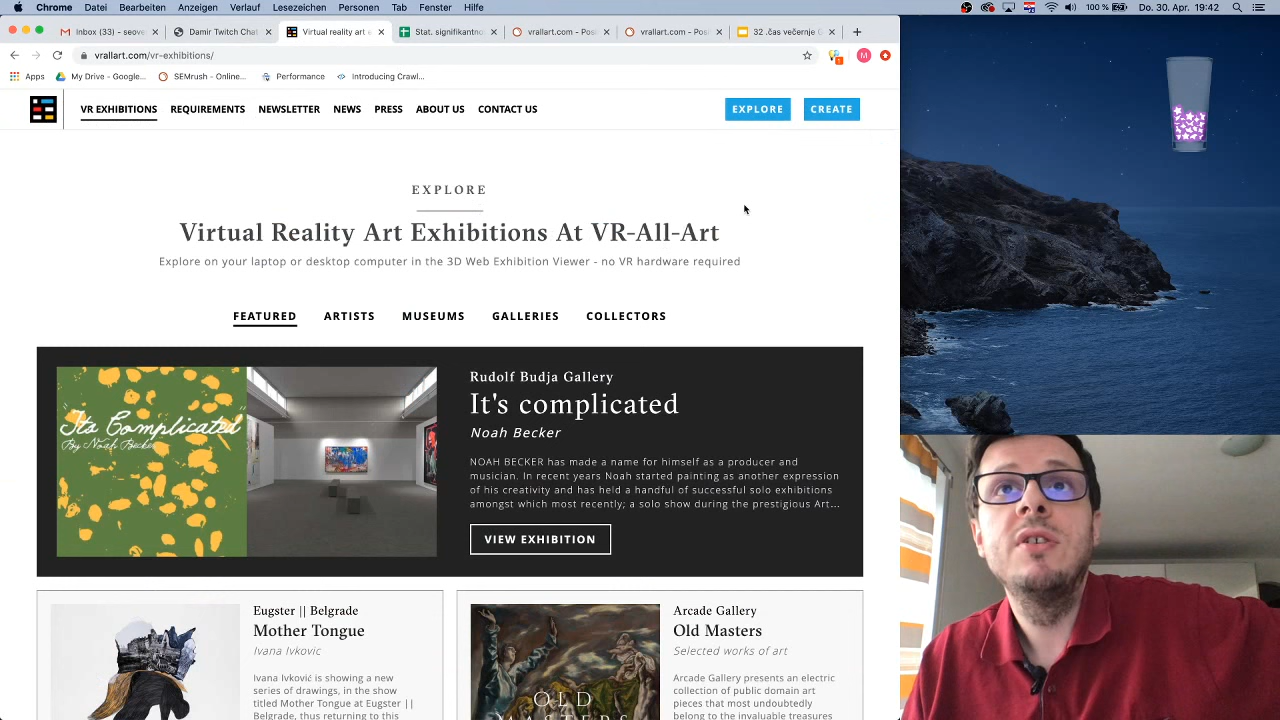 Chrome Datei Bearbeiten Anzeigen Verlauf Lesezeichen Personen Tab Fenster Hilfe 100 % Do. 30. Apr. 19:42
Inbox (33) - seove Damir Twitch Chat Virtual reality art e Stat. signifikantno vrallart.com - Pos vrallart.com - Pos 32 .čas večernje
vrallart.com/vr-exhibitions/ M
Apps My Drive - Google... SEMrush - Online... Performance Introducing Crawl...
VR EXHIBITIONS REQUIREMENTS NEWSLETTER NEWS PRESS ABOUT US CONTACT US EXPLORE CREATE
EXPLORE
Virtual Reality Art Exhibitions At VR-All-Art
Explore on your laptop or desktop computer in the 3D Web Exhibition Viewer - no VR hardware required
FEATURED ARTISTS MUSEUMS GALLERIES COLLECTORS
Its Complicated
By Noah Becker
Rudolf Budja Gallery
It's complicated
Noah Becker
NOAH BECKER has made a name for himself as a producer and
musician. In recent years Noah started painting as another expression
of his creativity and has held a handful of successful solo exhibitions
amongst which most recently; a solo show during the prestigious Art...
VIEW EXHIBITION
Eugster || Belgrade
Mother Tongue
Ivana Ivkovic
Ivana Ivković is showing a new
series of drawings, in the show
titled Mother Tongue at Eugster ||
Belgrade, thus returning to this
OLD
MASTERS
Arcade Gallery
Old Masters
Selected works of art
Arcade Gallery presents an electric
collection of public domain art
pieces that most undoubtedly
belong to the invaluable treasures